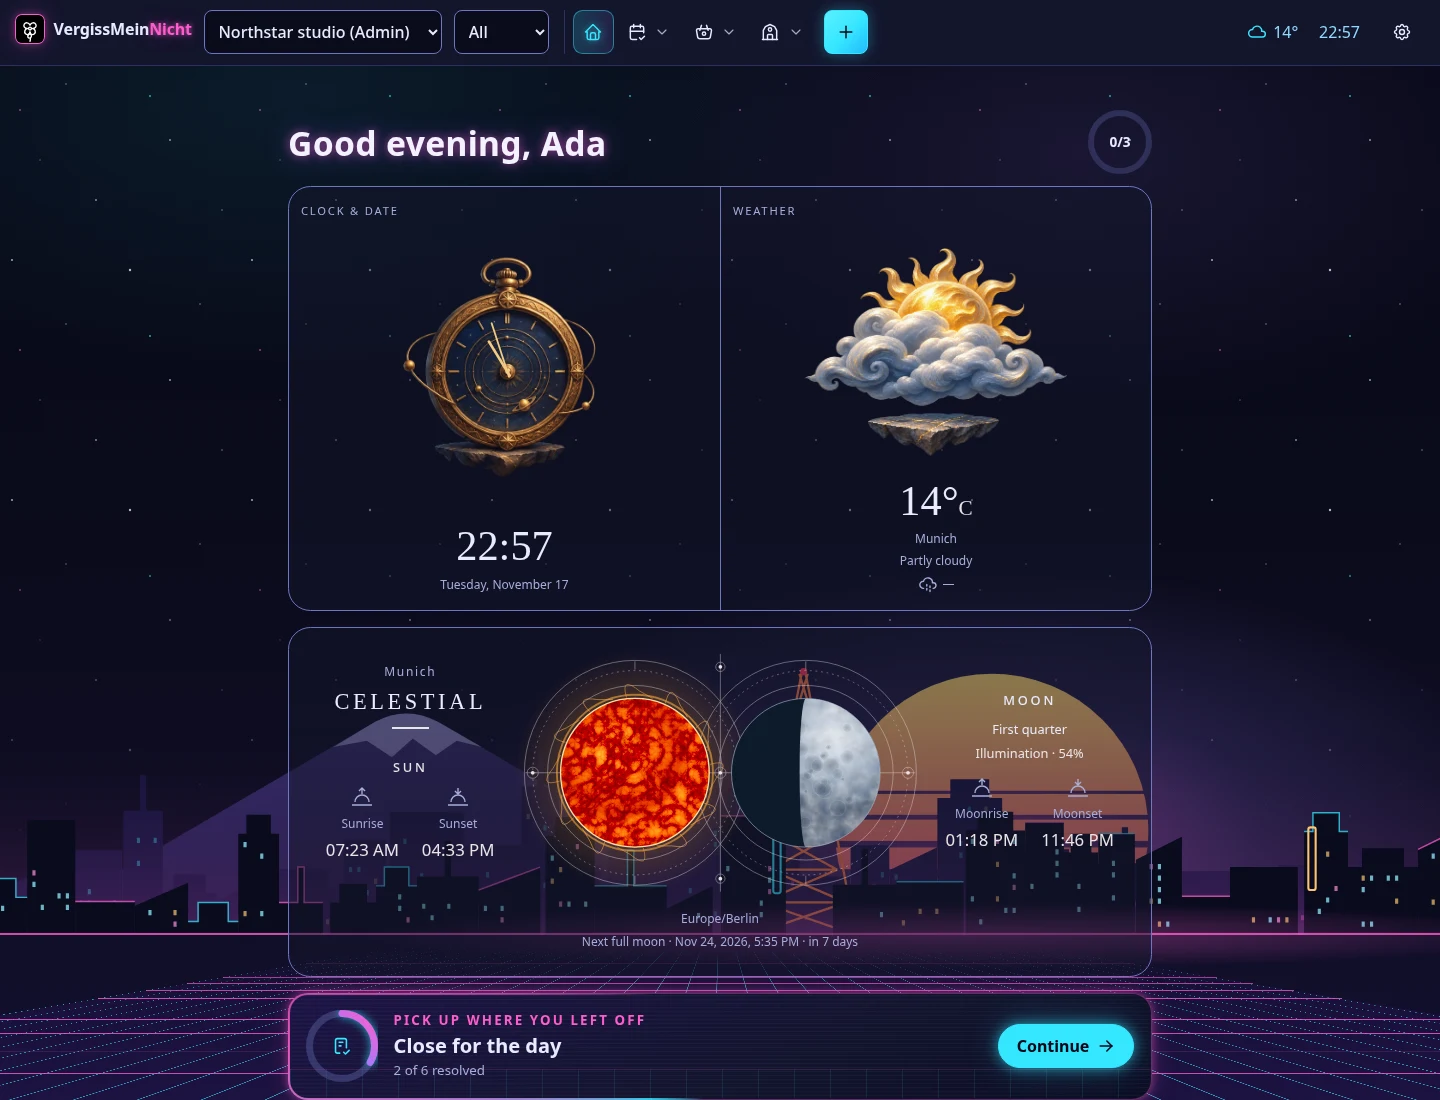 VergissMeinNicht
Northstar studio (Admin)
All
14°
22:57
Good evening, Ada
0/3
CLOCK & DATE
22:57
Tuesday, November 17
WEATHER
14°C
Munich
Partly cloudy
—
Munich
CELESTIAL
SUN
Sunrise
07:23 AM
Sunset
04:33 PM
MOON
First quarter
Illumination · 54%
Moonrise
01:18 PM
Moonset
11:46 PM
Europe/Berlin
Next full moon · Nov 24, 2026, 5:35 PM · in 7 days
PICK UP WHERE YOU LEFT OFF
Close for the day
2 of 6 resolved
Continue